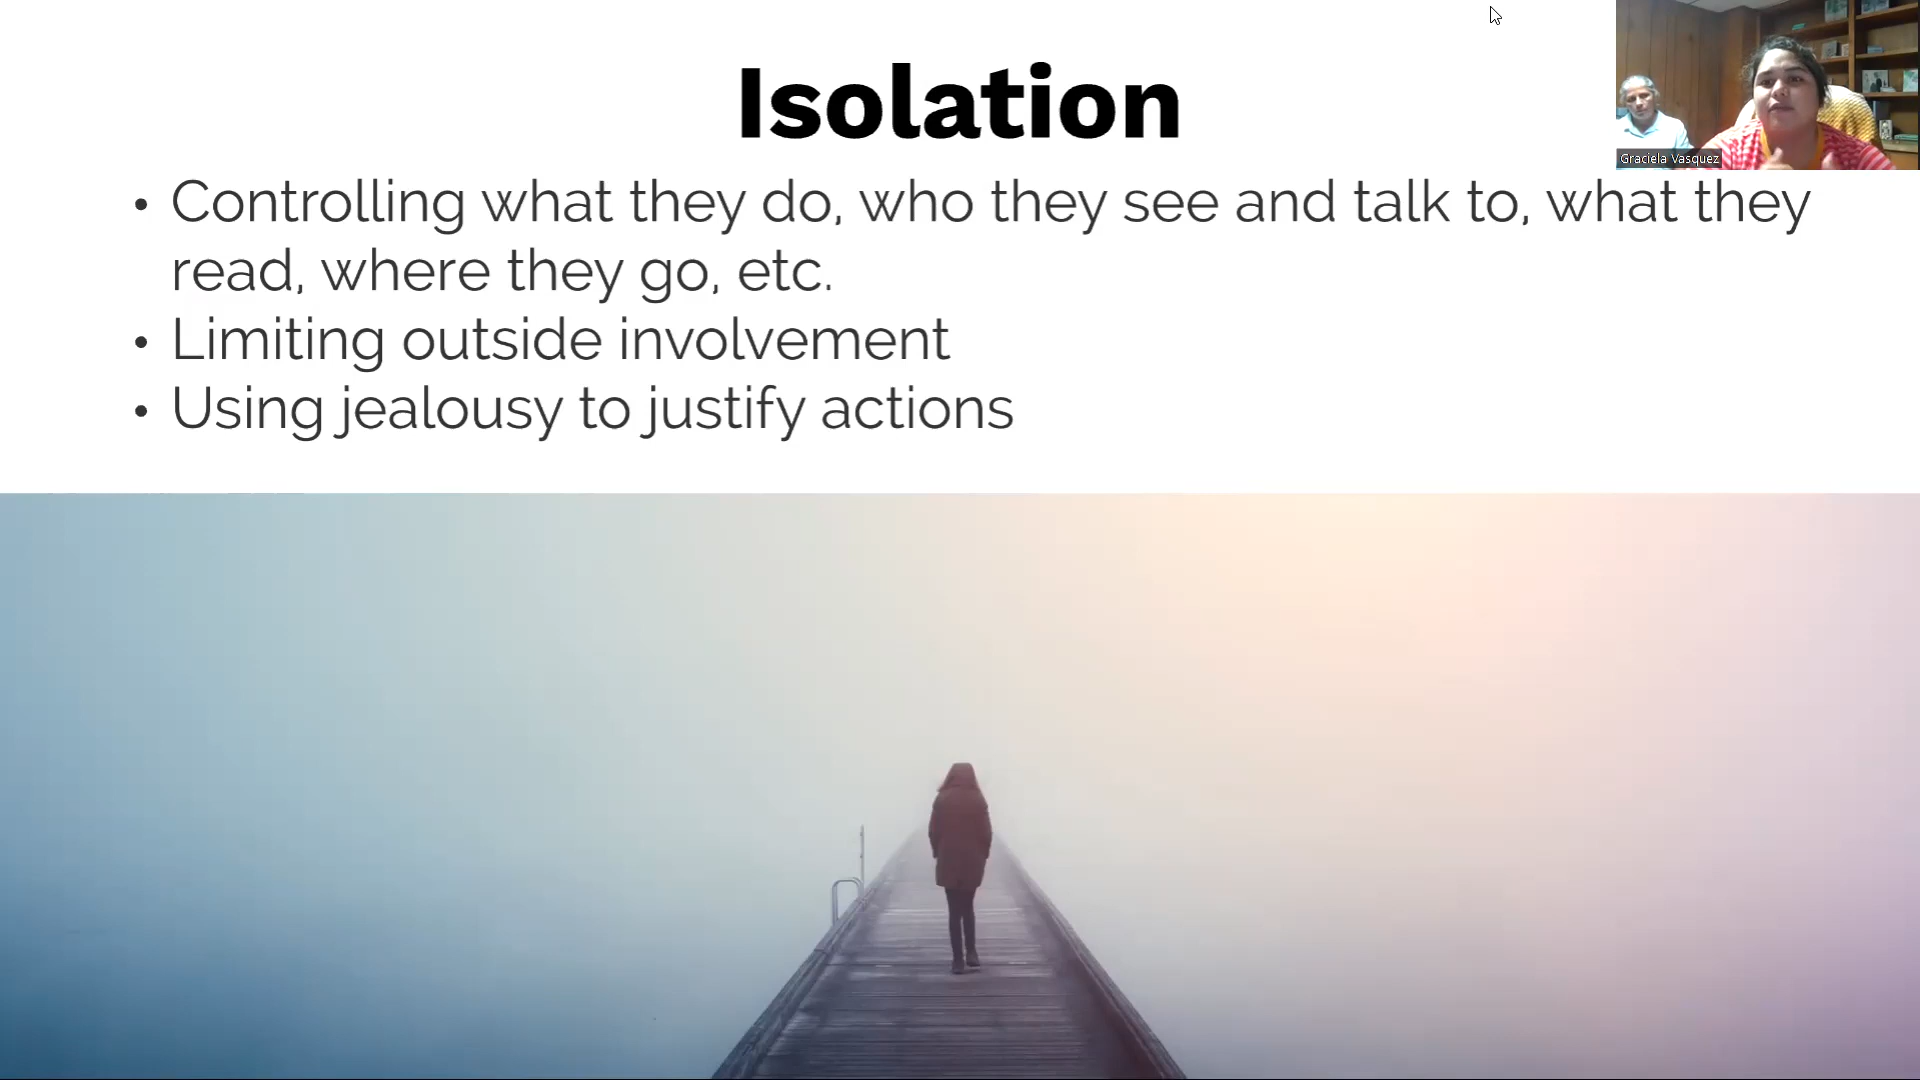 Isolation
Graciela Vasquez
• Controlling what they do, who they see and talk to, what they
read, where they go, etc.
• Limiting outside involvement
• Using jealousy to justify actions